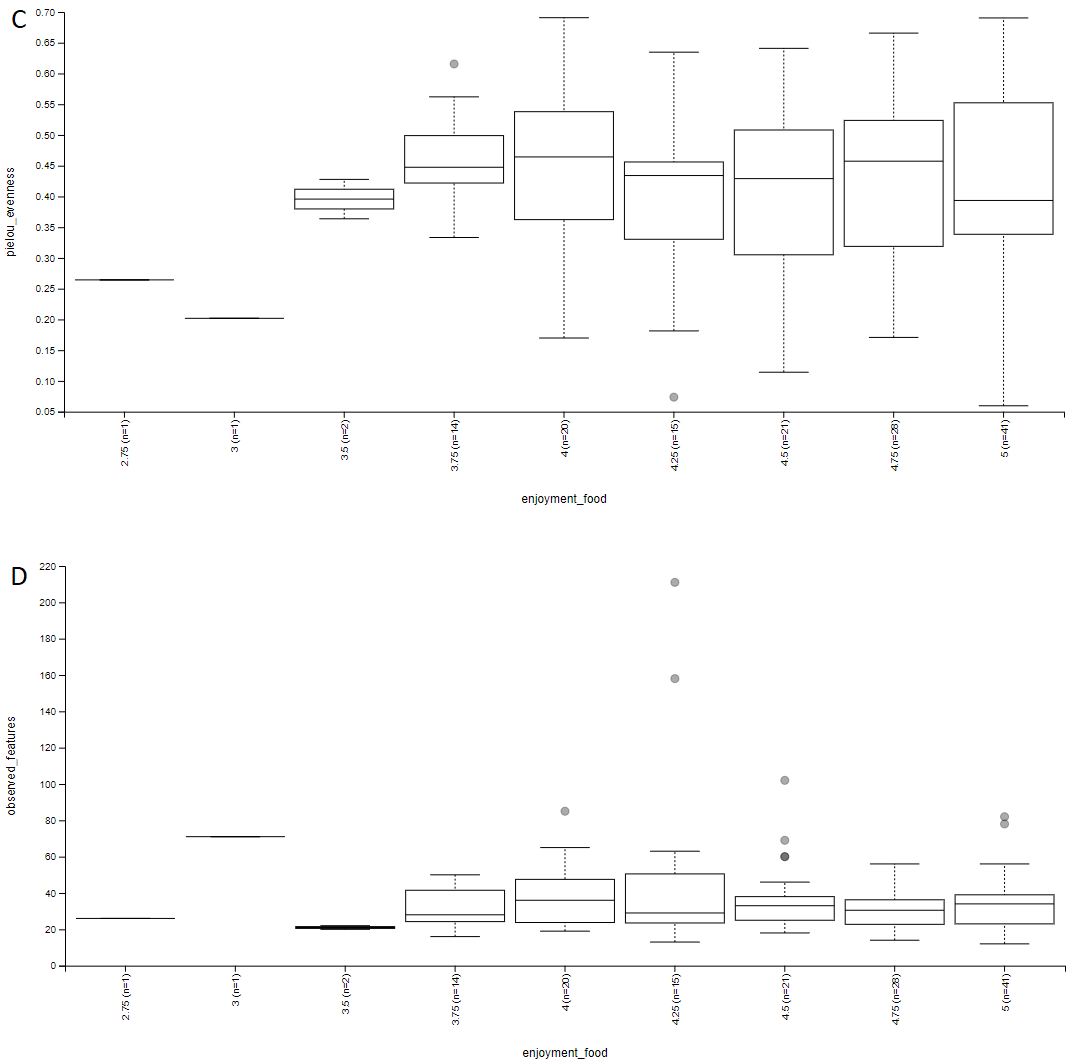 C
0.70
0.65
0.60
0.55
0.50
0.45
0.40
0.35
0.30
0.25
0.20
0.15
0.10
0.05
pielou_evenness
2.75 (n=1)
3 (n=1)
3.5 (n=2)
3.75 (n=14)
4 (n=20)
4.25 (n=15)
4.5 (n=21)
4.75 (n=28)
5 (n=41)
enjoyment_food
D
220
200
180
160
140
120
100
80
60
40
20
0
observed_features
2.75 (n=1)
3 (n=1)
3.5 (n=2)
3.75 (n=14)
4 (n=20)
4.25 (n=15)
4.5 (n=21)
4.75 (n=28)
5 (n=41)
enjoyment_food